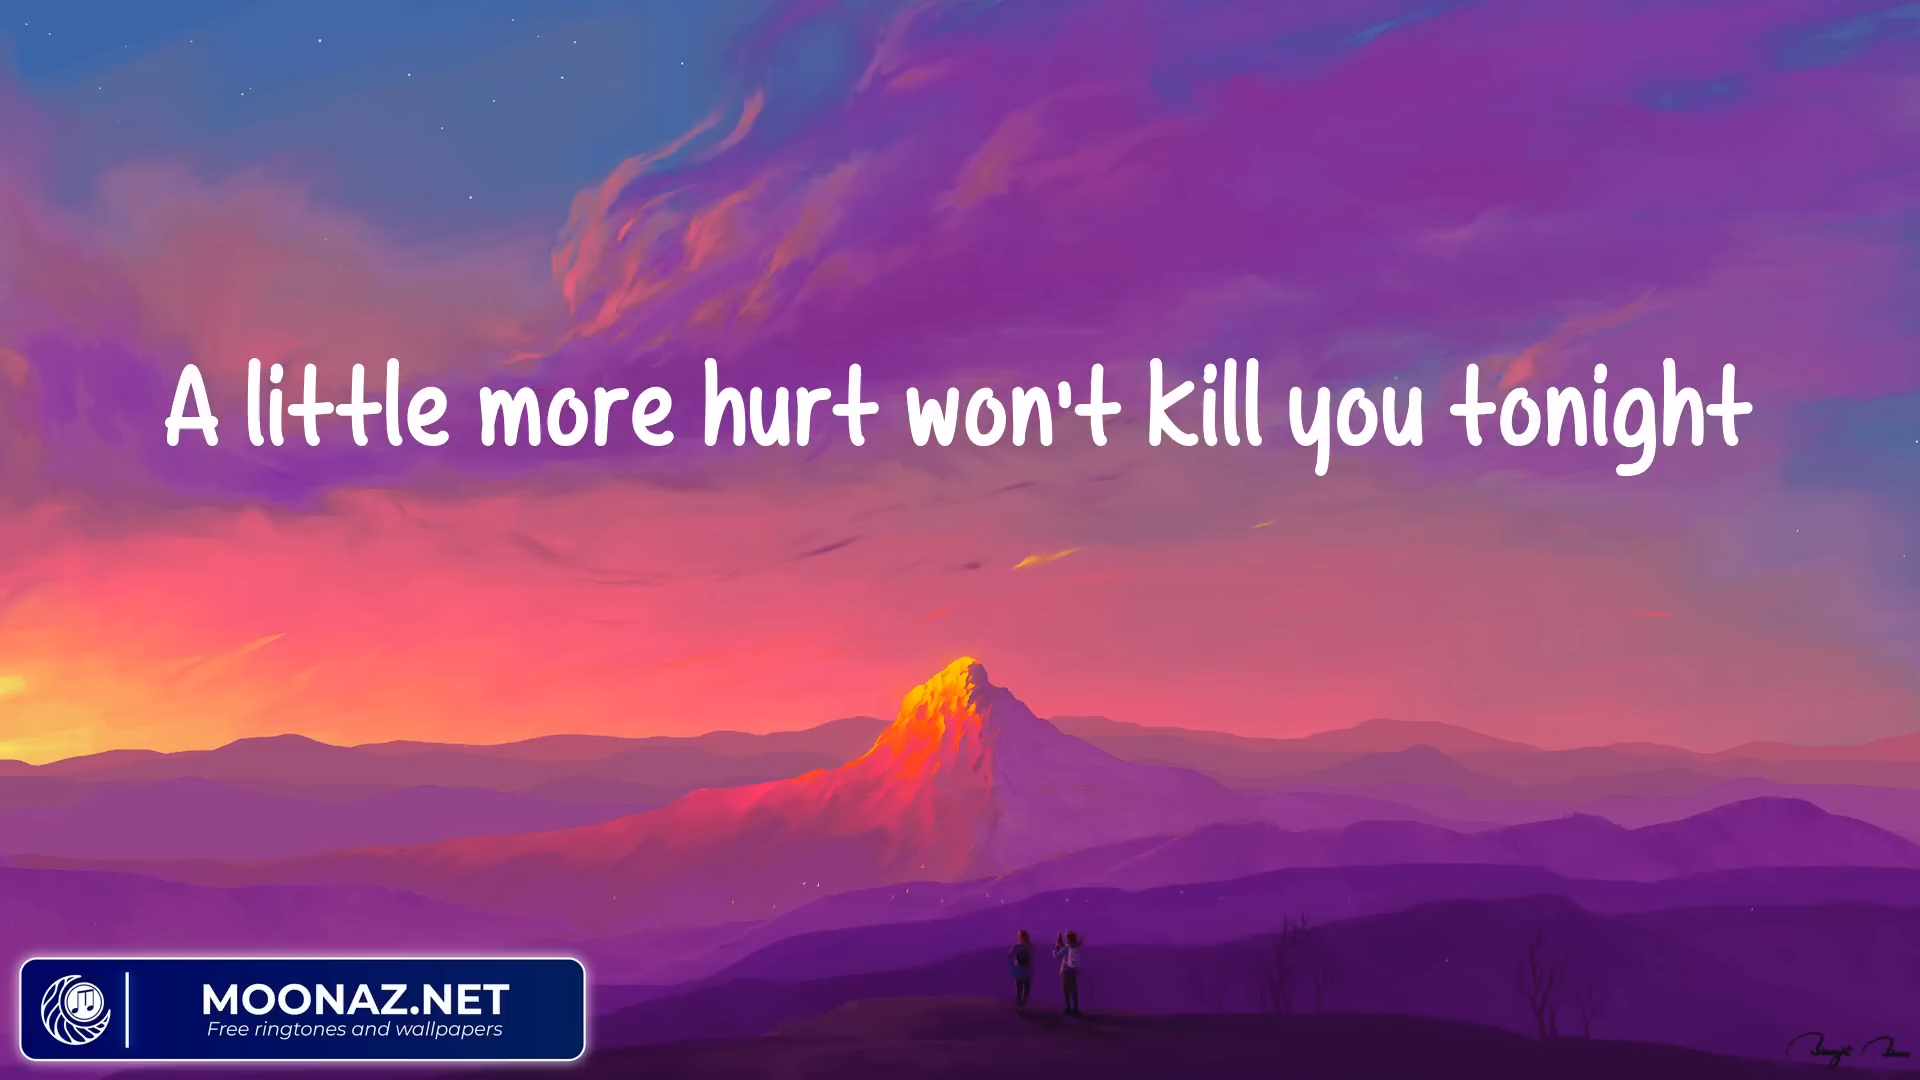 A little more hurt won't kill you tonight
MOONAZ.NET
Free ringtones and wallpapers